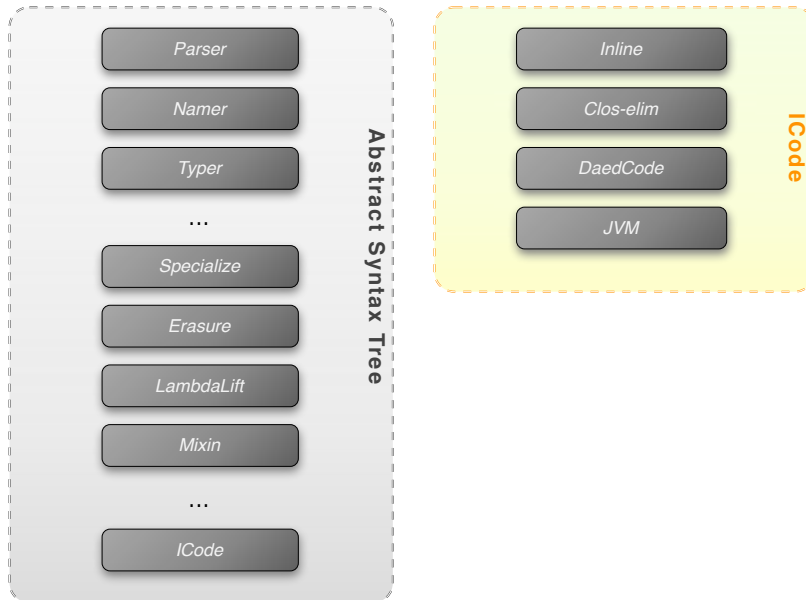 Parser
Namer
Typer
...
Specialize
Erasure
LambdaLift
Mixin
...
ICode
Abstract Syntax Tree
Inline
Clos-elim
DaedCode
JVM
ICode